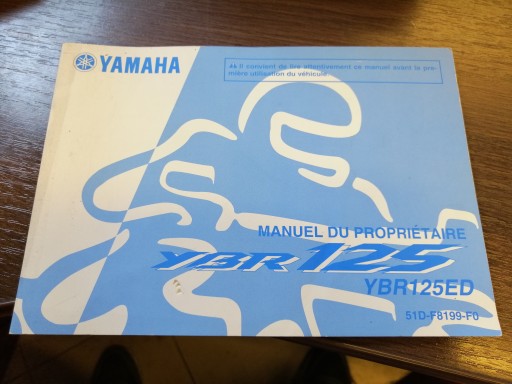 YAMAHA
Il convient de lire attentivement ce manuel avant la pre-
mière utilisation du véhicule.
MANUEL DU PROPRIÉTAIRE
YBR125
YBR125ED
51D-F8199-F0